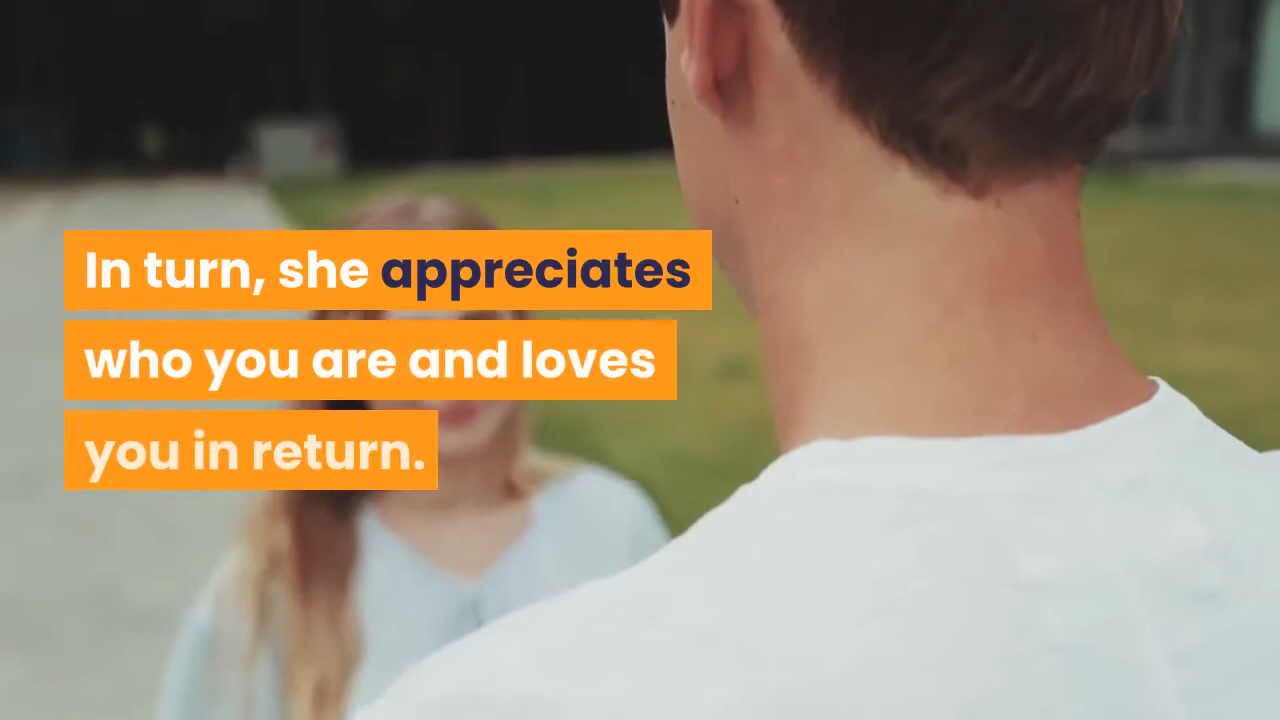 In turn, she appreciates
who you are and loves
you in return.